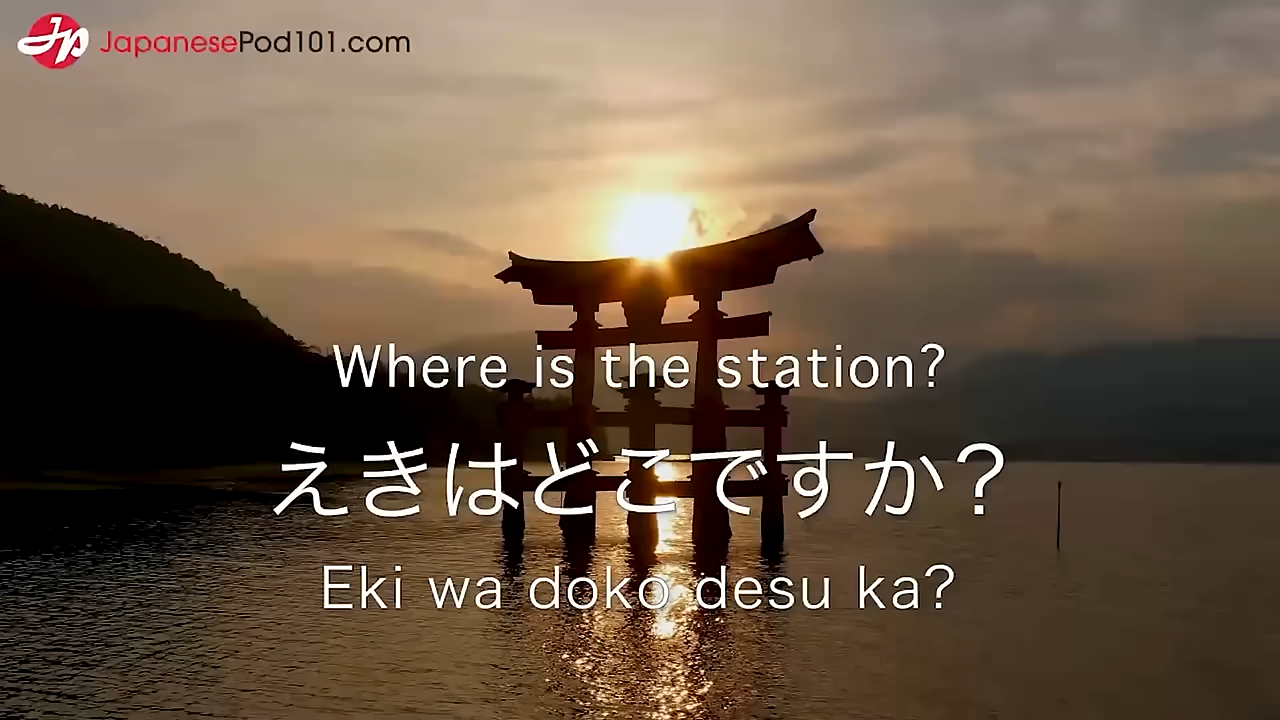 JapanesePod101.com
Where is the station?
えきはどこですか？
Eki wa doko desu ka?